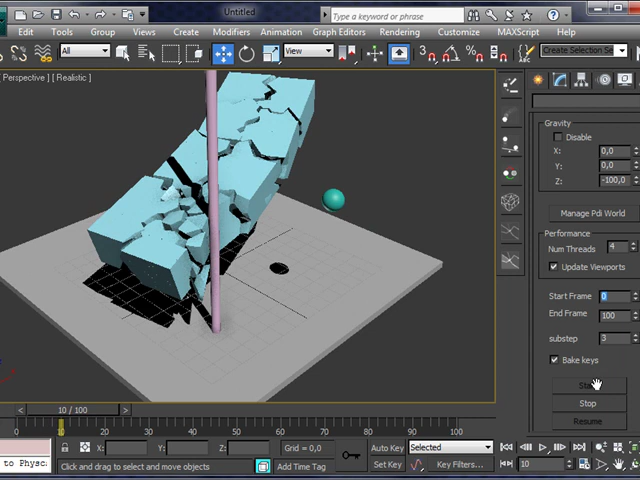 Untitled
Type a keyword or phrase
Edit Tools Group Views Create Modifiers Animation Graph Editors Rendering Customize MAXScript Help
All
View
3
Create Selection Se
Perspective ] [ Realistic ]
Gravity
Disable
X: 0,0
Y: 0,0
Z: -100,0
Manage Pdi World
Performance
Num Threads 4
Update Viewports
Start Frame 0
End Frame 100
substep 3
Bake keys
Stop
Resume
10 / 100
10 20 30 40 50 60 70 80 90 100
X: Y: Z: Grid = 0,0
Auto Key Selected
to Physc
Click and drag to select and move objects
Add Time Tag
Set Key Key Filters...
10